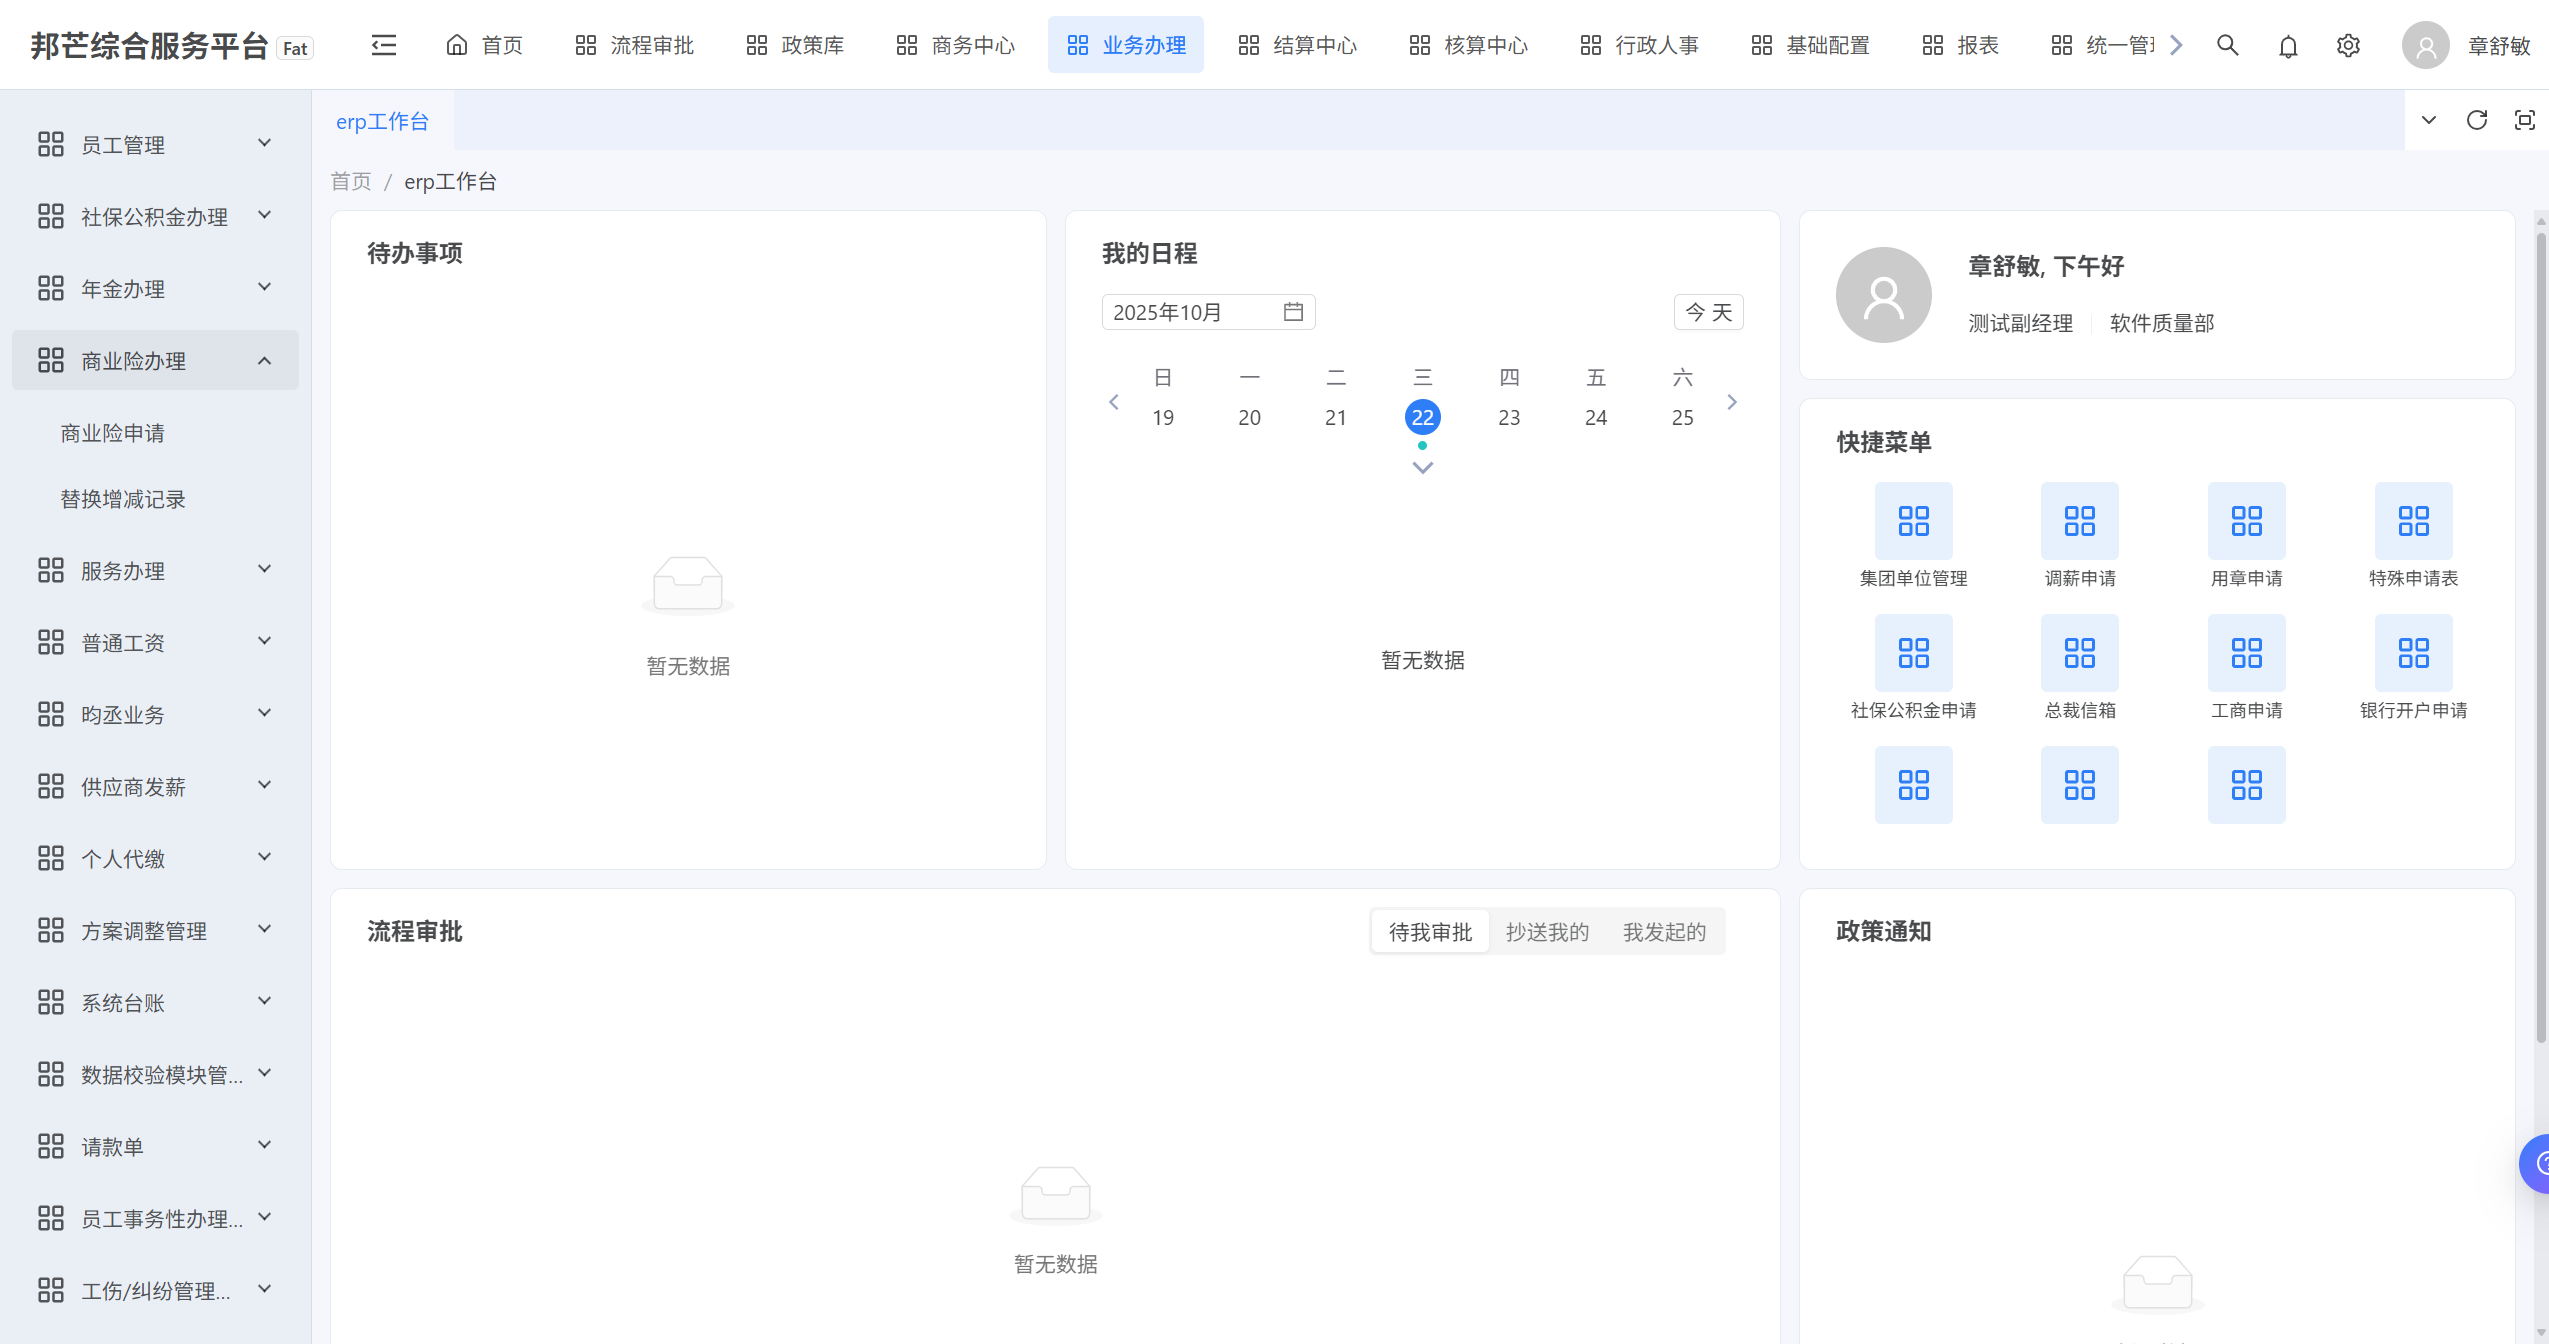 邦芒综合服务平台 Fat
首页
流程审批
政策库
商务中心
业务办理
结算中心
核算中心
行政人事
基础配置
报表
统一管
章舒敏
员工管理
社保公积金办理
年金办理
商业险办理
商业险申请
替换增减记录
服务办理
普通工资
昀丞业务
供应商发薪
个人代缴
方案调整管理
系统台账
数据校验模块管...
请款单
员工事务性办理...
工伤/纠纷管理...
erp工作台
首页 / erp工作台
待办事项
暂无数据
我的日程
2025年10月
今天
日 一 二 三 四 五 六
19 20 21 22 23 24 25
暂无数据
章舒敏, 下午好
测试副经理 软件质量部
快捷菜单
集团单位管理 调薪申请 用章申请 特殊申请表
社保公积金申请 总裁信箱 工商申请 银行开户申请
流程审批
待我审批 抄送我的 我发起的
暂无数据
政策通知